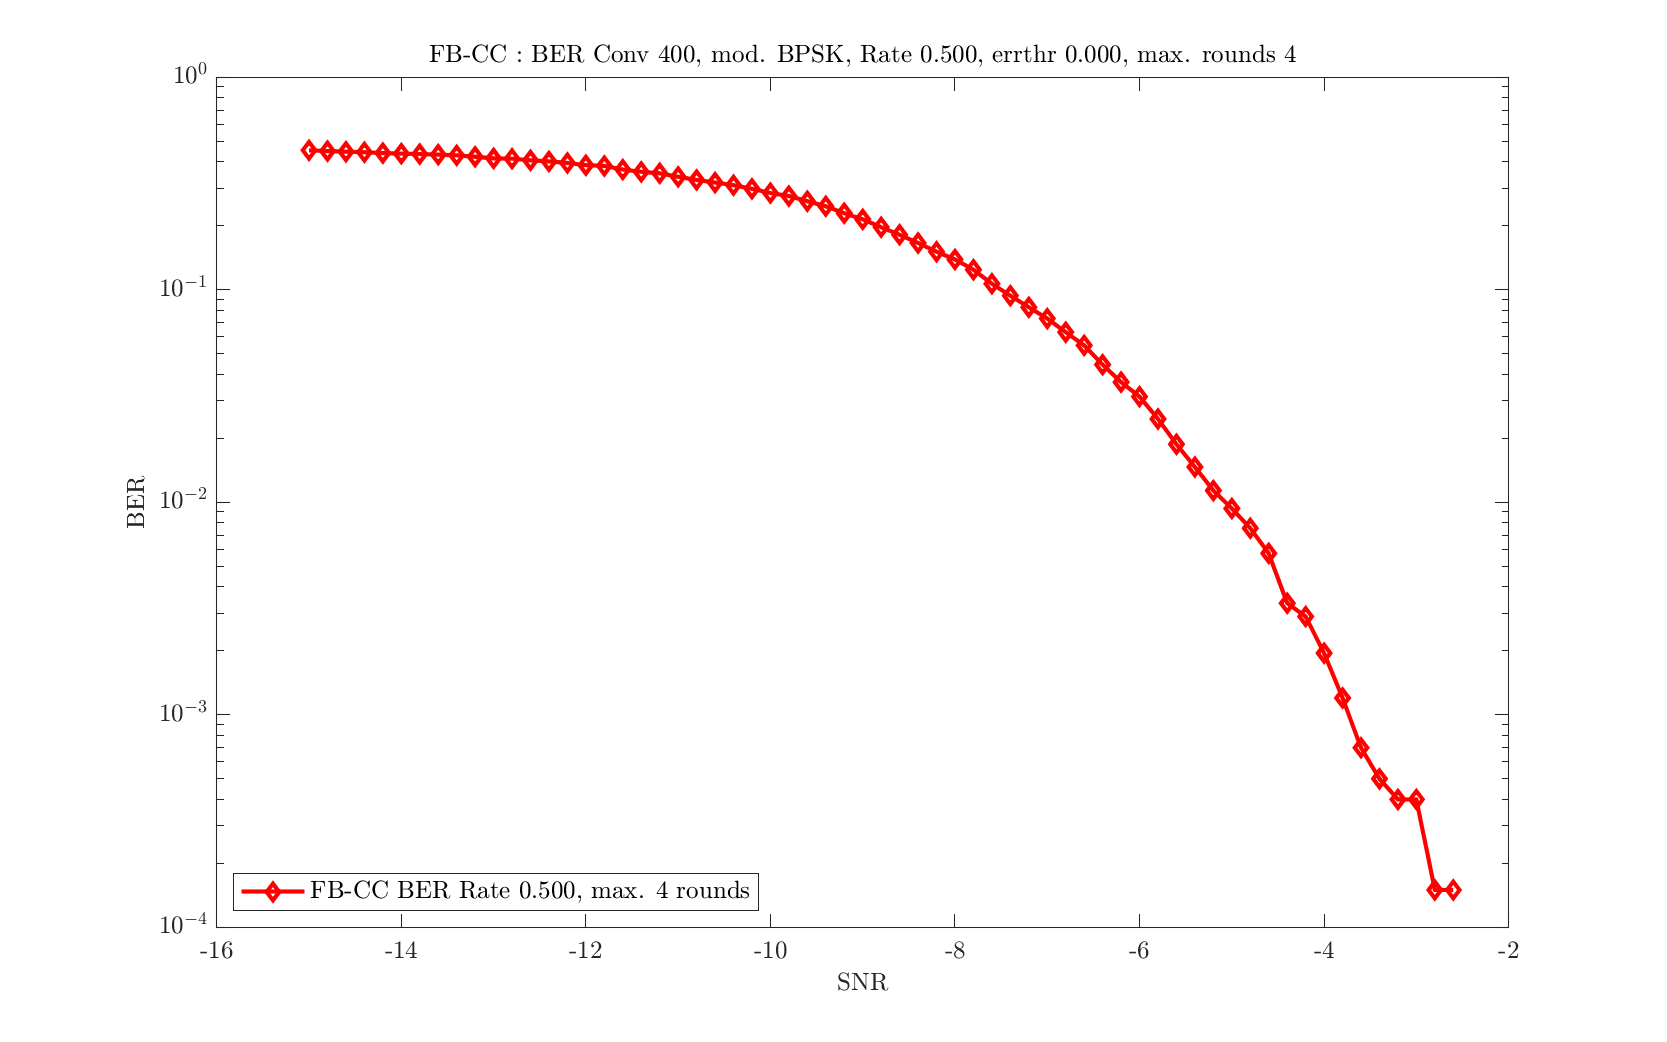 FB-CC : BER Conv 400, mod. BPSK, Rate 0.500, errthr 0.000, max. rounds 4
10^0
10^-1
10^-2
10^-3
10^-4
BER
FB-CC BER Rate 0.500, max. 4 rounds
-16 -14 -12 -10 -8 -6 -4 -2
SNR